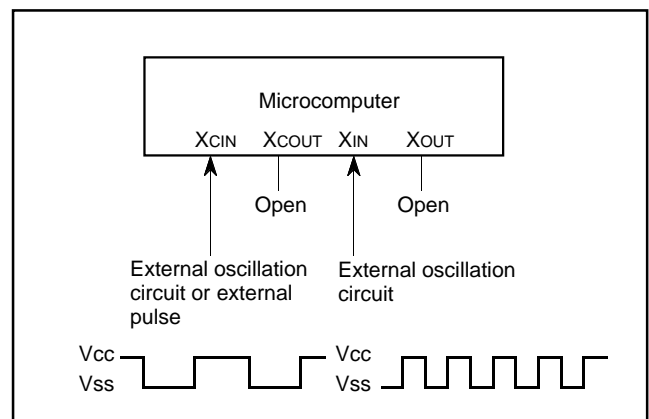 Microcomputer
XCIN XCOUT XIN XOUT
Open Open
External oscillation
circuit or external
pulse
External oscillation
circuit
Vcc Vcc
Vss Vss